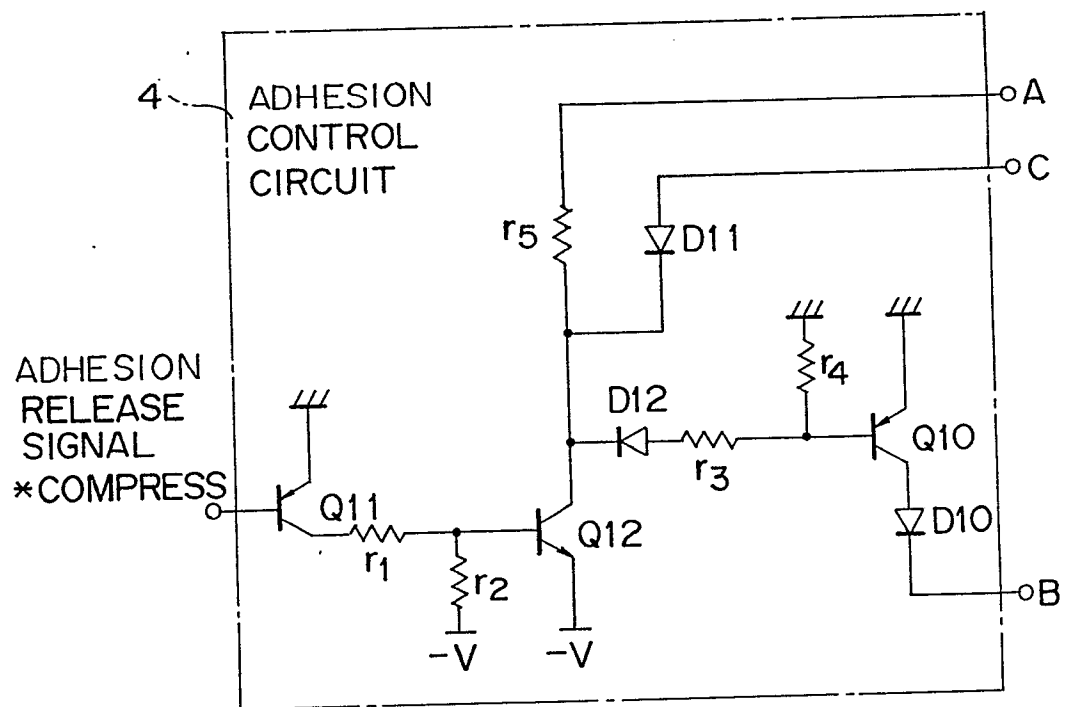 4
ADHESION
CONTROL
CIRCUIT
A
C
r5
D11
ADHESION
RELEASE
SIGNAL
*COMPRESS
r4
D12
r3
Q10
Q11
r1
r2
Q12
D10
B
-V
-V